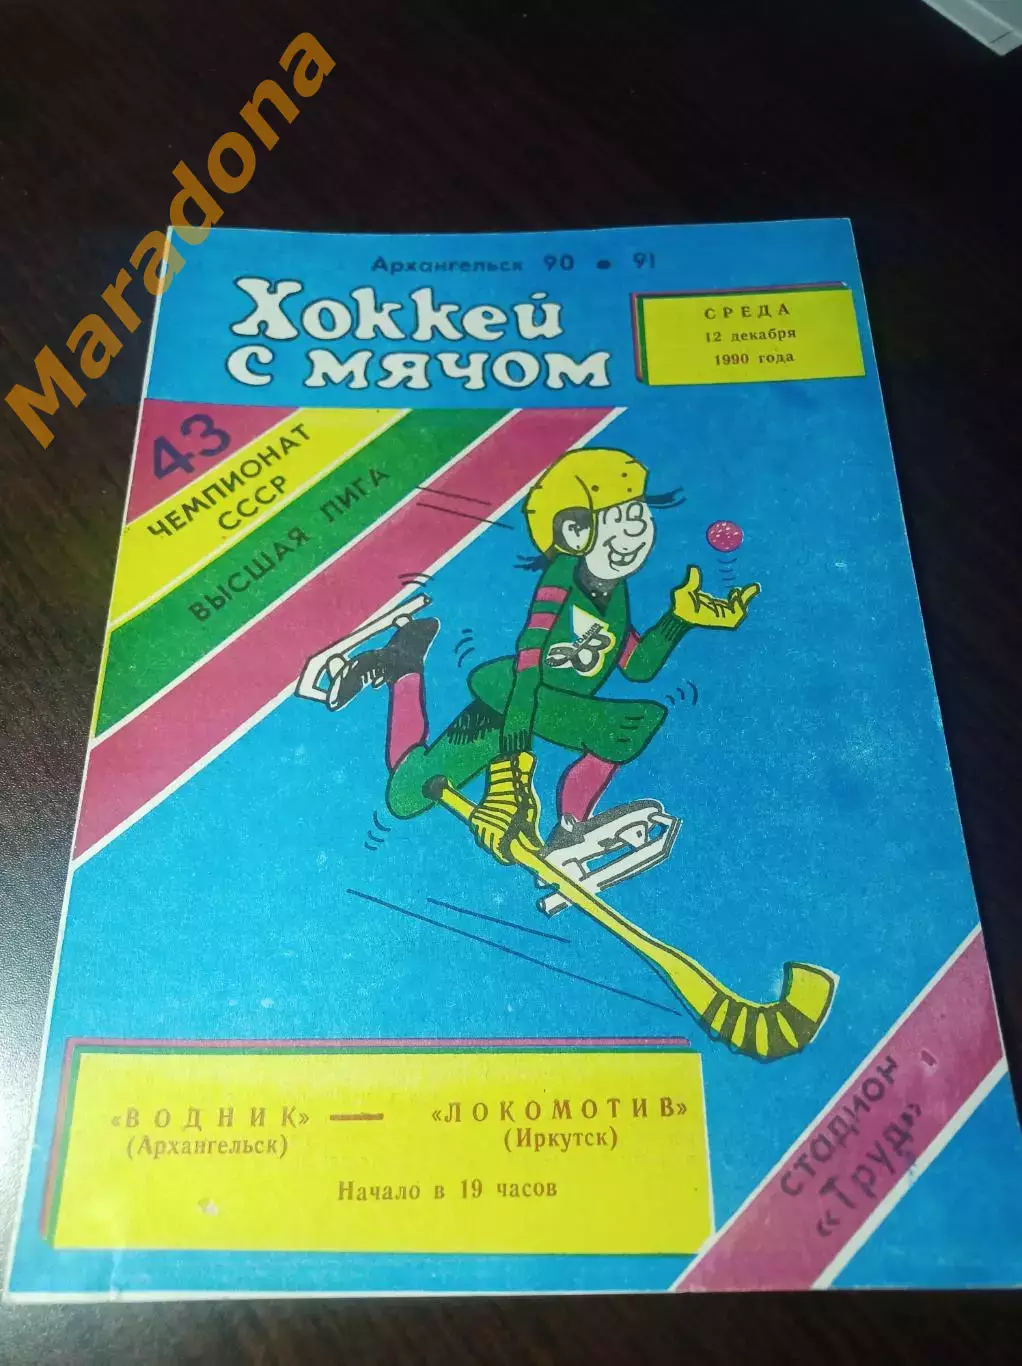 Maradona
Архангельск 90 • 91
Хоккей
с мячом
СРЕДА
12 декабря
1990 года
43
ЧЕМПИОНАТ
СССР
ВЫСШАЯ ЛИГА
«ВОДНИК» — «ЛОКОМОТИВ»
(Архангельск) (Иркутск)
Начало в 19 часов
СТАДИОН
«Труд»